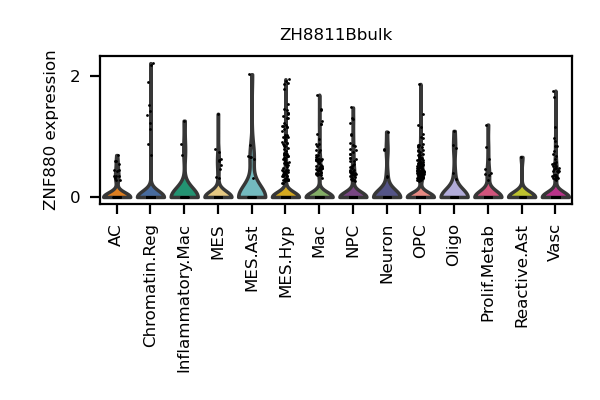 ZH8811Bbulk
ZNF880 expression
2
0
AC
Chromatin.Reg
Inflammatory.Mac
MES
MES.Ast
MES.Hyp
Mac
NPC
Neuron
OPC
Oligo
Prolif.Metab
Reactive.Ast
Vasc